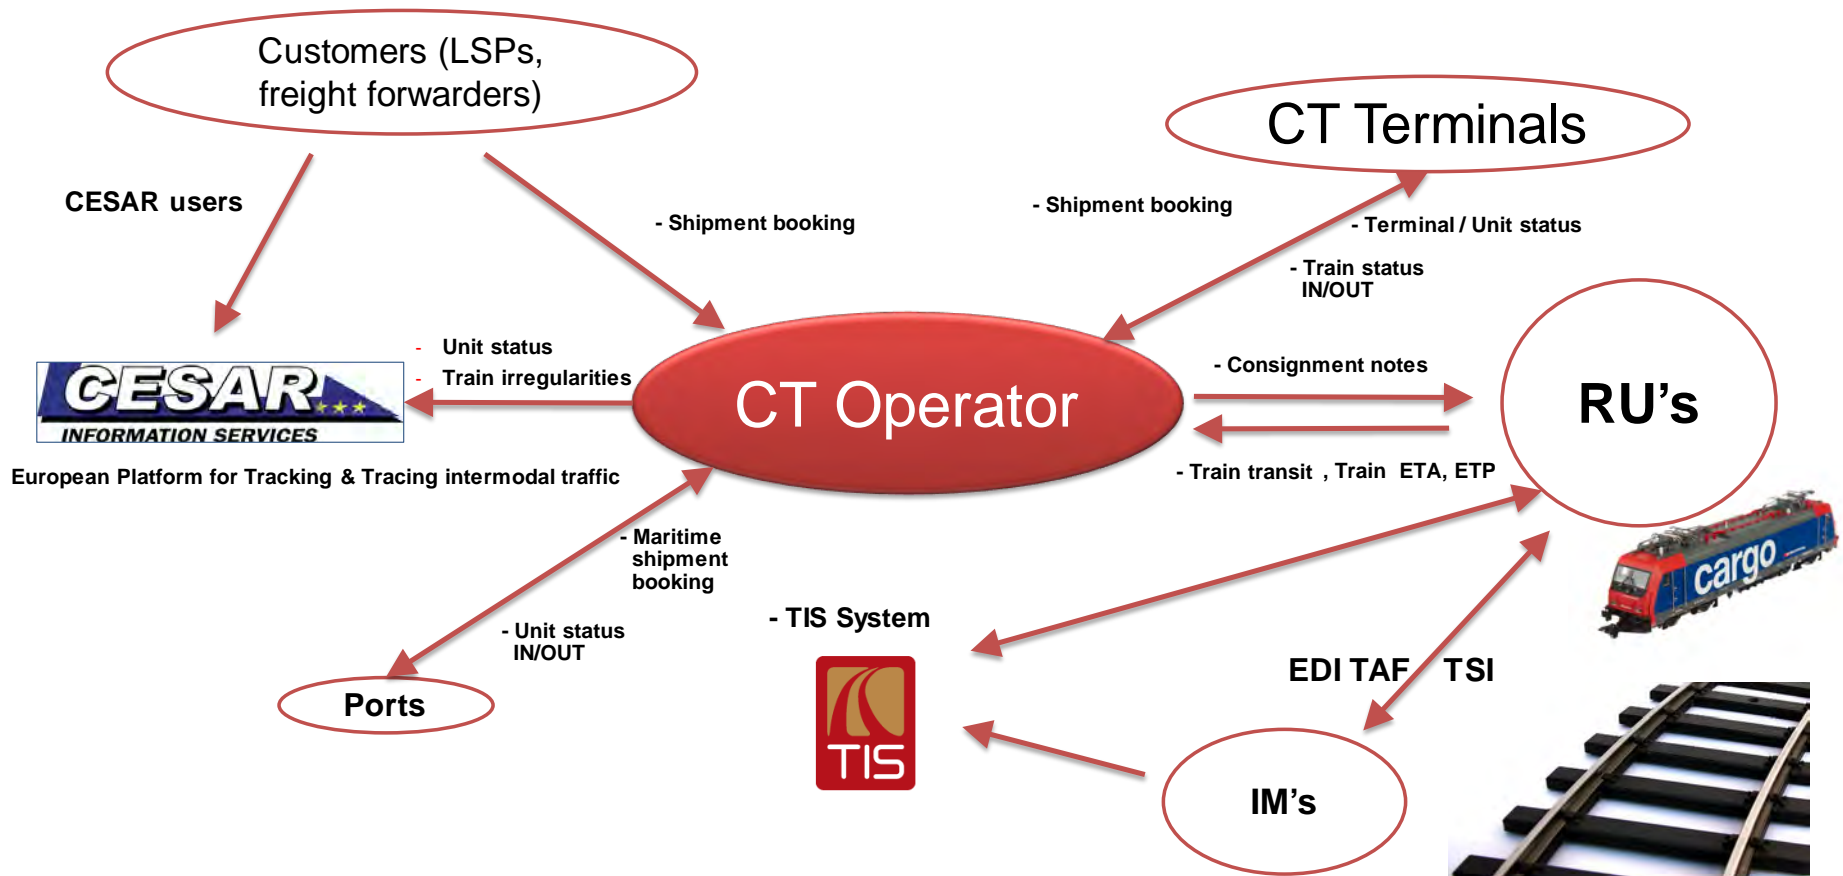 Customers (LSPs,
freight forwarders)
CT Terminals
CESAR users
- Shipment booking
- Shipment booking
- Terminal / Unit status
- Train status
IN/OUT
- Unit status
- Train irregularities
- Consignment notes
CESAR
INFORMATION SERVICES
CT Operator
RU's
European Platform for Tracking & Tracing intermodal traffic
- Train transit , Train ETA, ETP
- Maritime
shipment
booking
cargo
- TIS System
- Unit status
IN/OUT
EDI TAF TSI
Ports
TIS
IM's